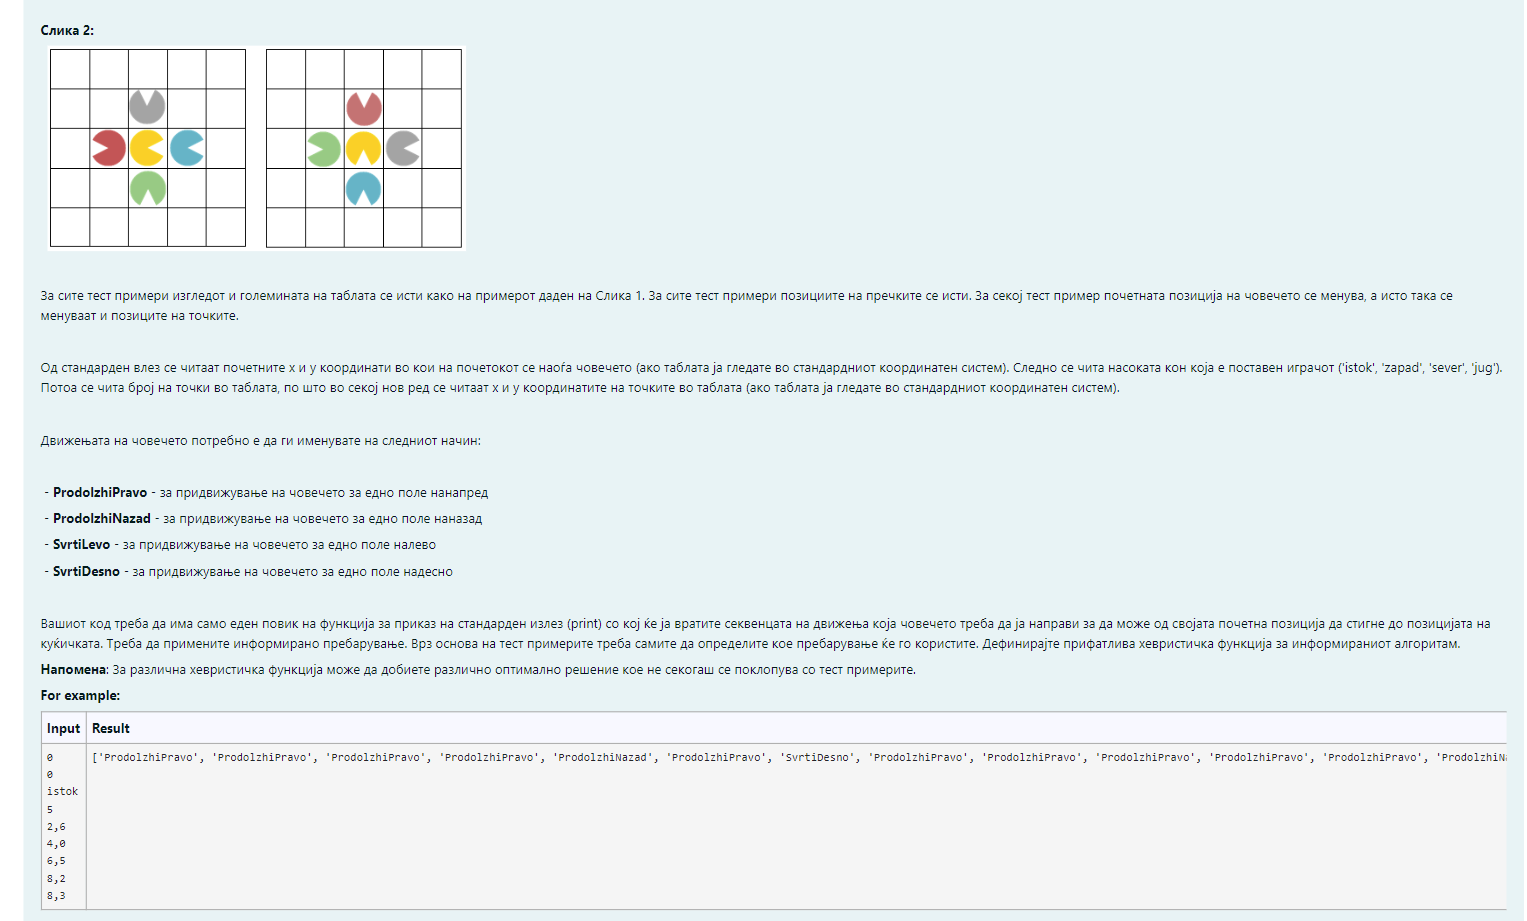 Слика 2:
За сите тест примери изгледот и големината на таблата се исти како на примерот даден на Слика 1. За сите тест примери позициите на пречките се исти. За секој тест пример почетната позиција на човечето се менува, а исто така се
менуваат и позиците на точките.
Од стандарден влез се читаат почетните x и y координати во кои на почетокот се наоѓа човечето (ако таблата ја гледате во стандардниот координатен систем). Следно се чита насоката кон која е поставен играчот ('istok', 'zapad', 'sever', 'jug').
Потоа се чита број на точки во таблата, по што во секој нов ред се читаат x и y координатите на точките во таблата (ако таблата ја гледате во стандардниот координатен систем).
Движењата на човечето потребно е да ги именувате на следниот начин:
- ProdolzhiPravo - за придвижување на човечето за едно поле нанапред
- ProdolzhiNazad - за придвижување на човечето за едно поле наназад
- SvrtiLevo - за придвижување на човечето за едно поле налево
- SvrtiDesno - за придвижување на човечето за едно поле надесно
Вашиот код треба да има само еден повик на функција за приказ на стандарден излез (print) со кој ќе ја вратите секвенцата на движења која човечето треба да ја направи за да може од својата почетна позиција да стигне до позицијата на
куќичката. Треба да примените информирано пребарување. Врз основа на тест примерите треба самите да определите кое пребарување ќе го користите. Дефинирајте прифатлива хевристичка функција за информираниот алгоритам.
Напомена: За различна хевристичка функција може да добиете различно оптимално решение кое не секогаш се поклопува со тест примерите.
For example:
Input Result
0 ['ProdolzhiPravo', 'ProdolzhiPravo', 'ProdolzhiPravo', 'ProdolzhiPravo', 'ProdolzhiNazad', 'ProdolzhiPravo', 'SvrtiDesno', 'ProdolzhiPravo', 'ProdolzhiPravo', 'ProdolzhiPravo', 'ProdolzhiPravo', 'ProdolzhiPravo',
0
istok
5
2,6
4,0
6,5
8,2
8,3